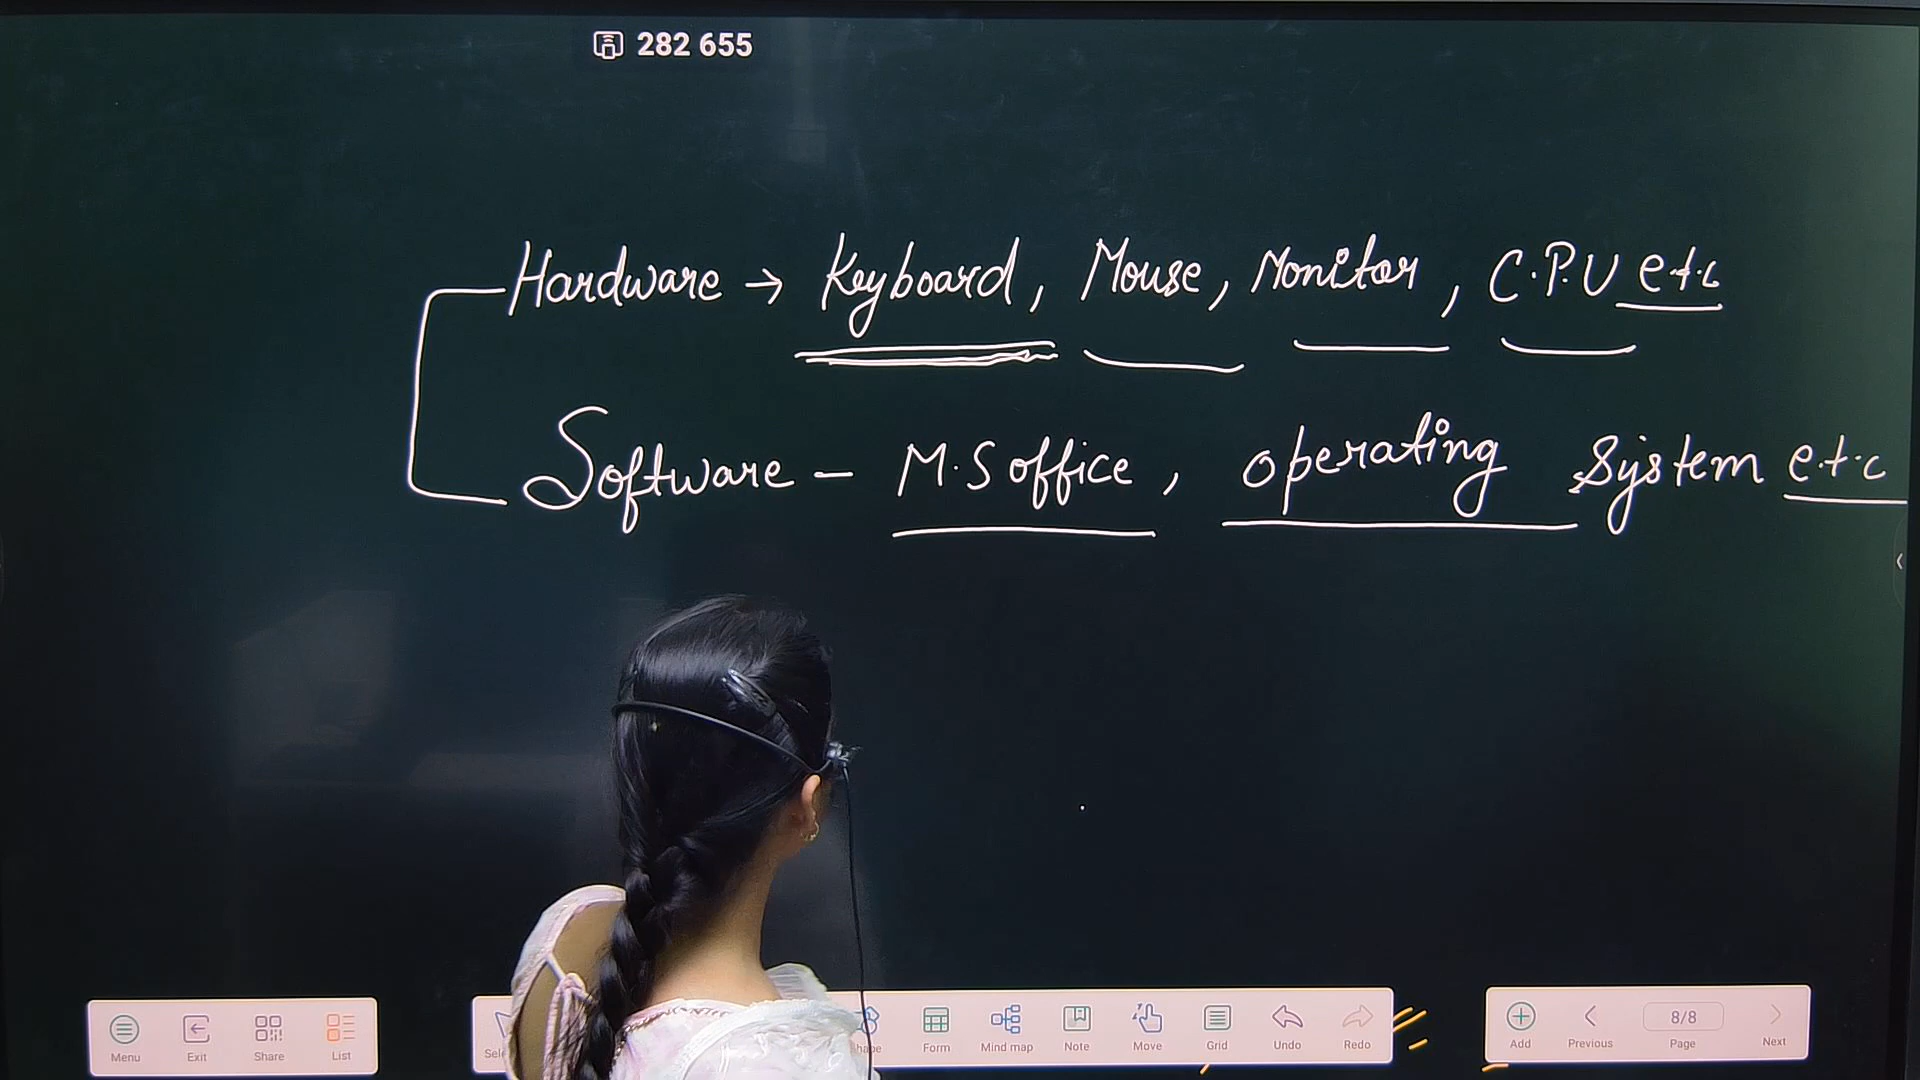 282 655
Hardware → Keyboard, Mouse, Monitor, C.P.U e.t.c
Software – M.S office, operating System e.t.c
Menu Exit Share List Form Mind map Note Move Grid Undo Redo Add Previous 8/8 Page Next